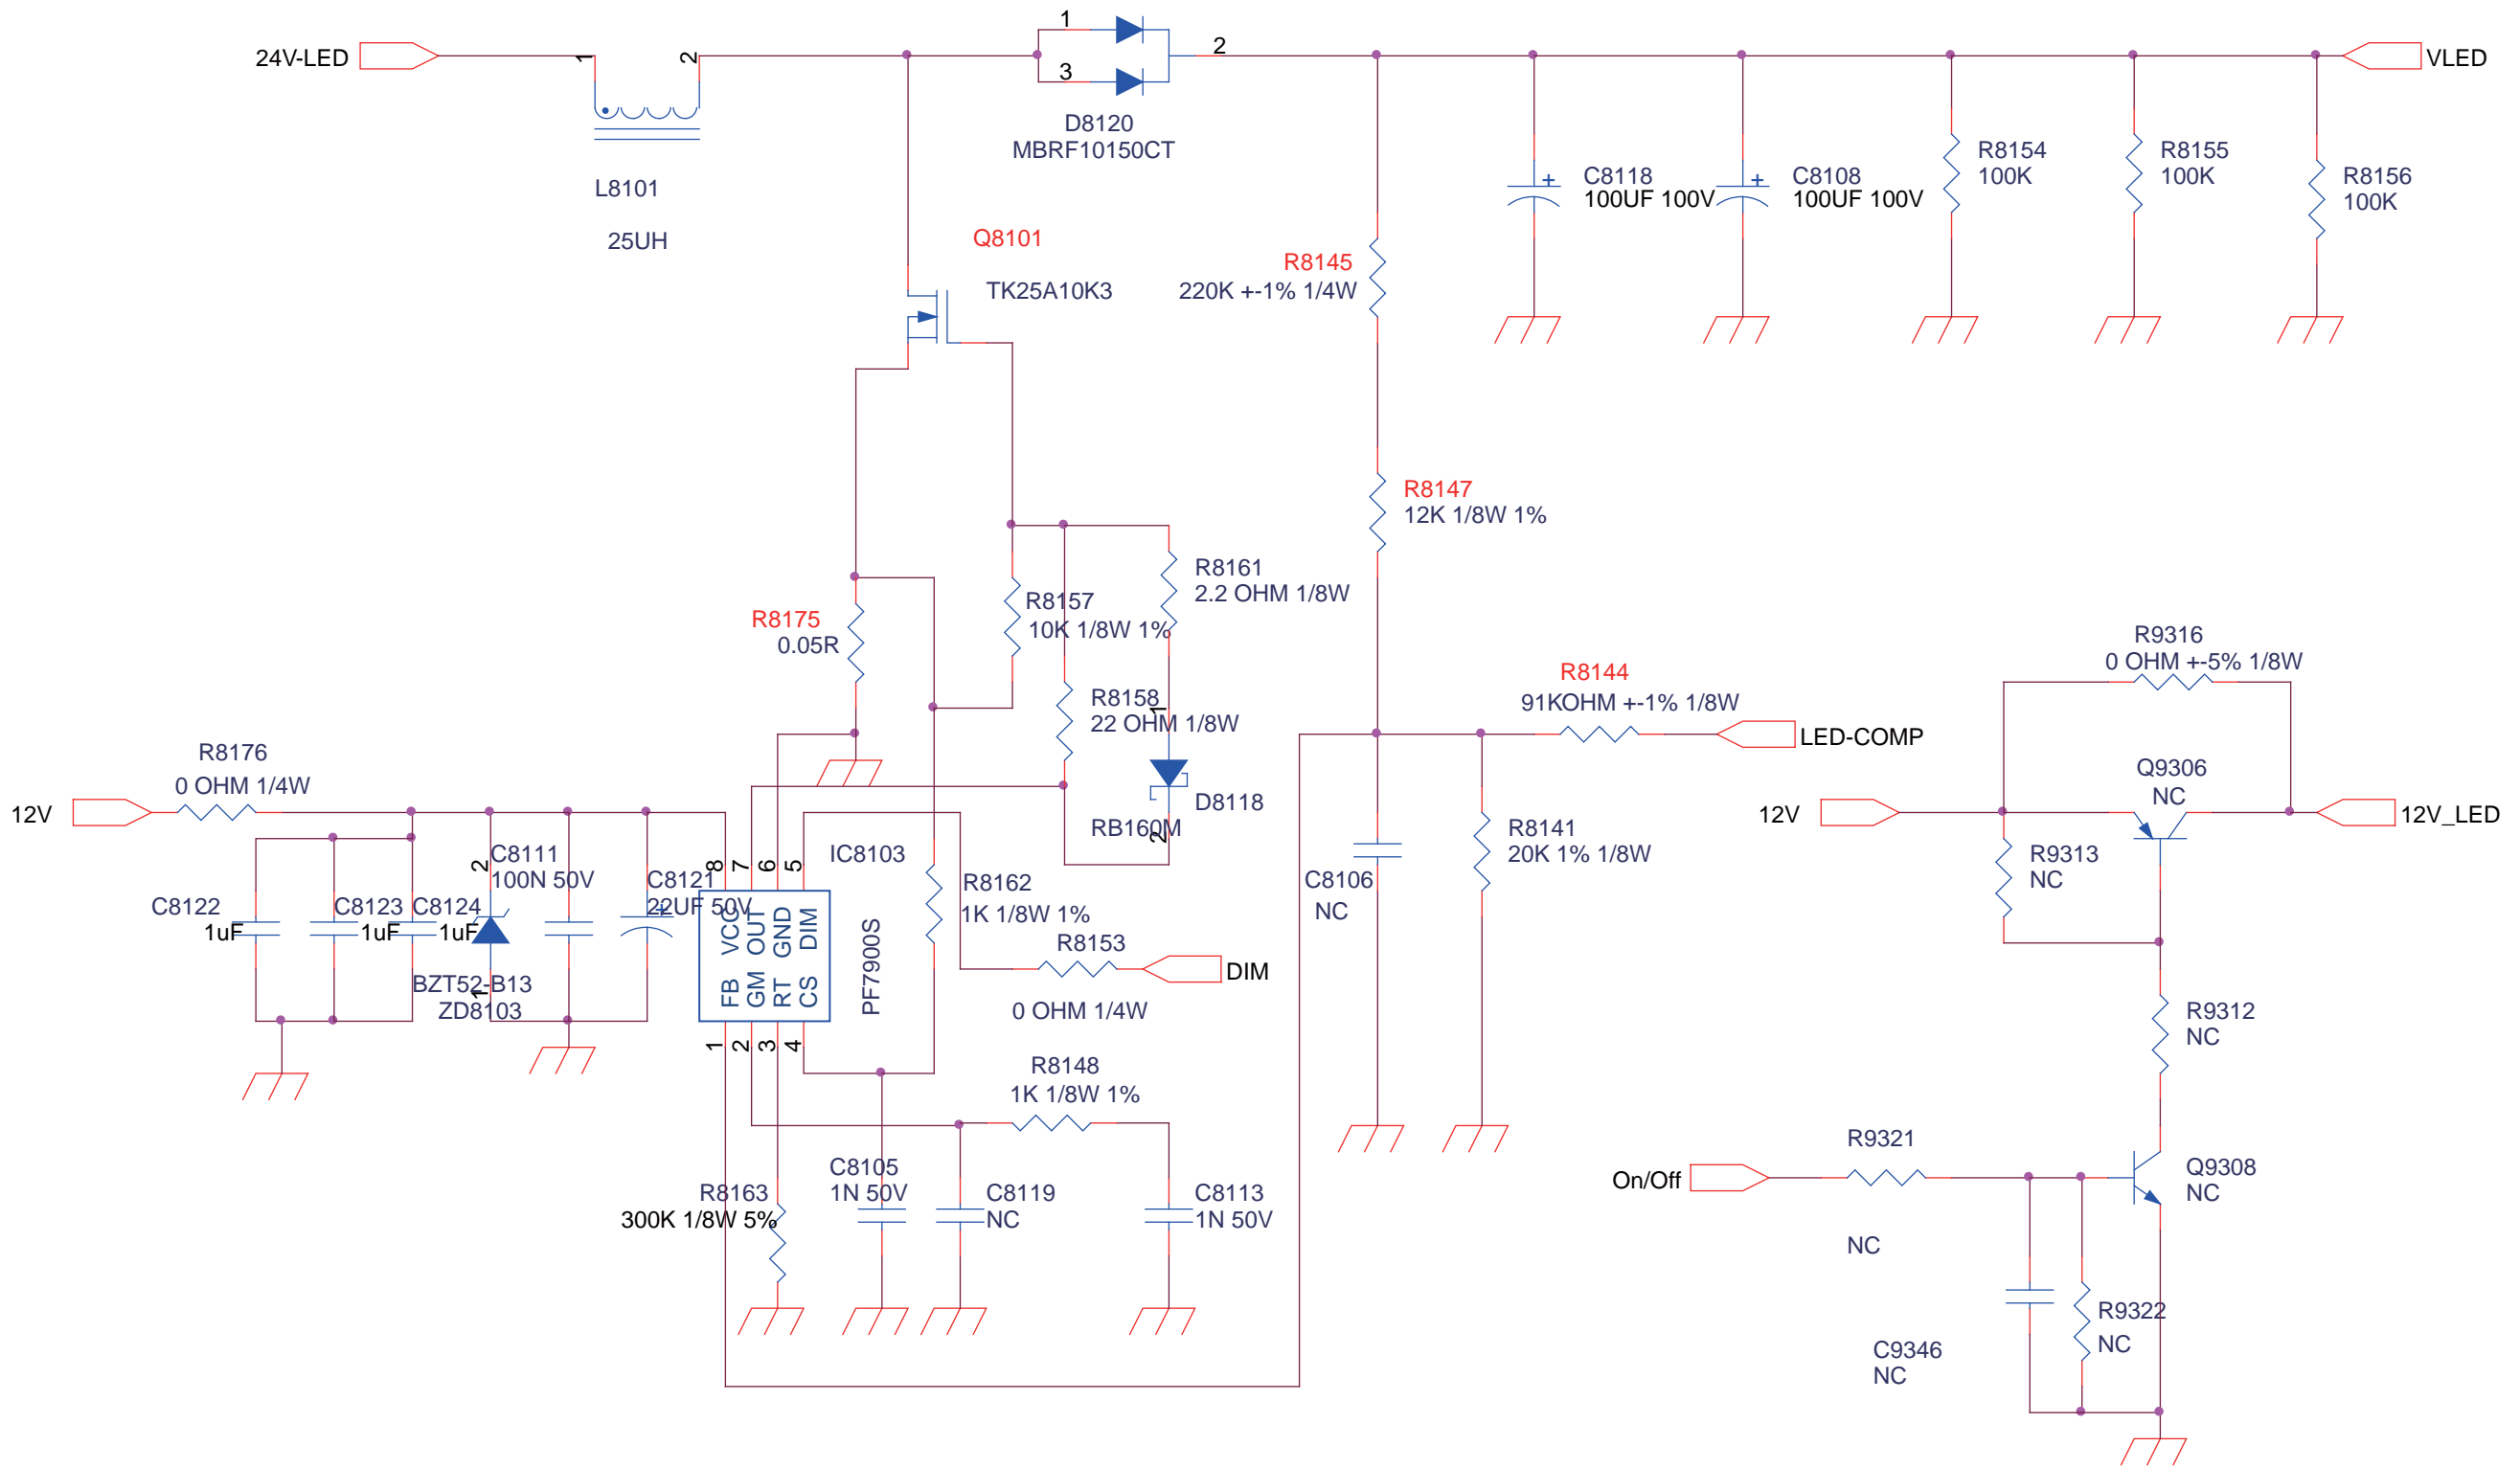 1
24V-LED
1
2
2
VLED
3
D8120
MBRF10150CT
L8101
25UH
Q8101
TK25A10K3
R8145
220K +-1% 1/4W
C8118
100UF 100V
C8108
100UF 100V
R8154
100K
R8155
100K
R8156
100K
R8147
12K 1/8W 1%
R8161
2.2 OHM 1/8W
R8157
10K 1/8W 1%
R8175
0.05R
R8158
22 OHM 1/8W
1
R8144
91KOHM +-1% 1/8W
LED-COMP
R9316
0 OHM +-5% 1/8W
R8176
0 OHM 1/4W
12V
D8118
RB160M
2
IC8103
PF7900S
8
7
6
5
VCC
OUT
GND
DIM
FB
GM
RT
CS
1
2
3
4
C8122
1uF
C8123
1uF
C8124
1uF
2
C8111
100N 50V
C8121
22UF 50V
BZT52-B13
1
ZD8103
R8162
1K 1/8W 1%
R8153
0 OHM 1/4W
DIM
C8106
NC
R8141
20K 1% 1/8W
12V
Q9306
NC
12V_LED
R9313
NC
R9312
NC
R8148
1K 1/8W 1%
R8163
300K 1/8W 5%
C8105
1N 50V
C8119
NC
C8113
1N 50V
On/Off
R9321
NC
Q9308
NC
C9346
NC
R9322
NC